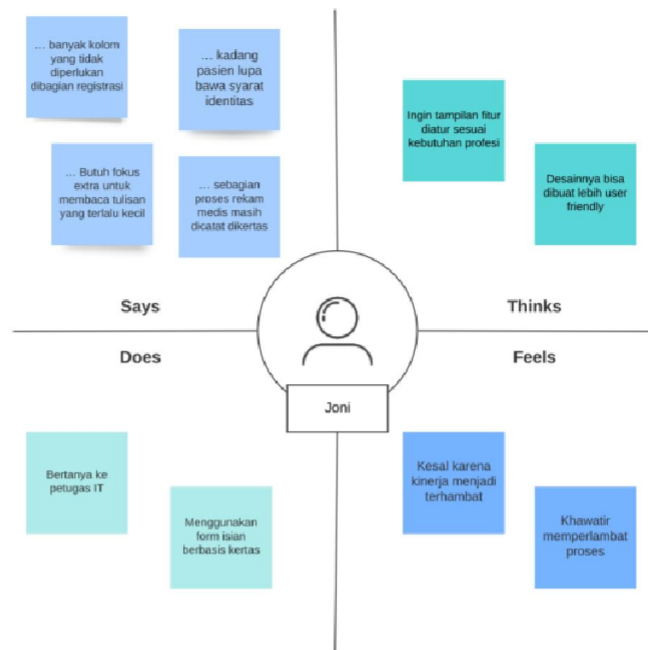 … banyak kolom
yang tidak
diperlukan
dibagian registrasi
… kadang
pasien lupa
bawa syarat
identitas
… Butuh fokus
extra untuk
membaca tulisan
yang terlalu kecil
… sebagian
proses rekam
medis masih
dicatat dikertas
Says
Ingin tampilan fitur
diatur sesuai
kebutuhan profesi
Desainnya bisa
dibuat lebih user
friendly
Thinks
Does
Feels
Joni
Bertanya ke
petugas IT
Menggunakan
form isian
berbasis kertas
Kesal karena
kinerja menjadi
terhambat
Khawatir
memperlambat
proses